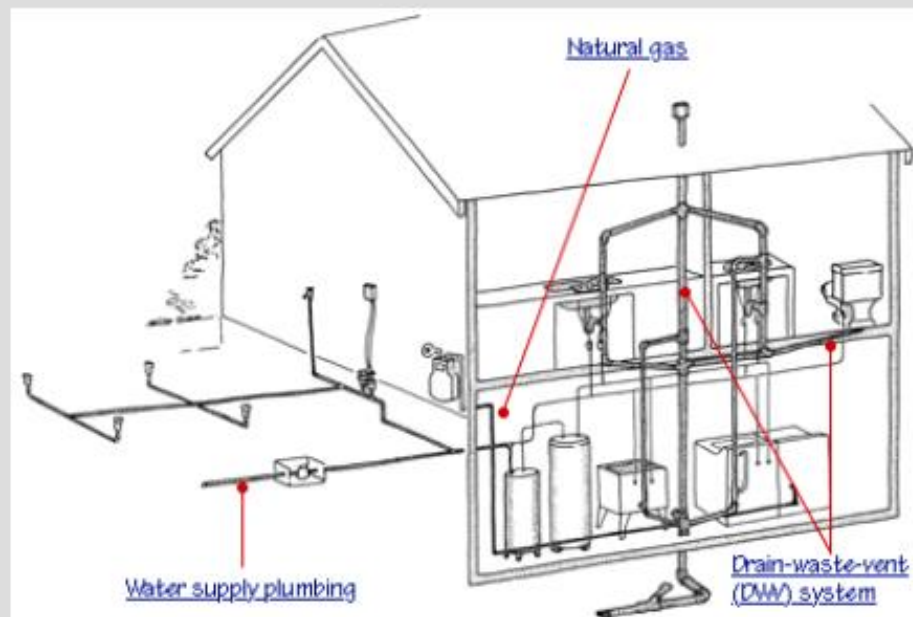 Natural gas
Water supply plumbing
Drain-waste-vent
(DWV) system